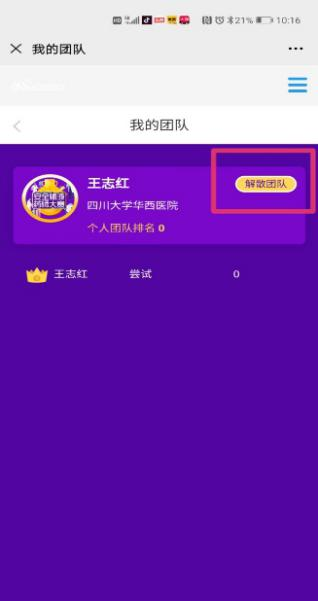 21% 10:16
我的团队
我的团队
王志红
解散团队
四川大学华西医院
个人团队排名 0
王志红 尝试 0